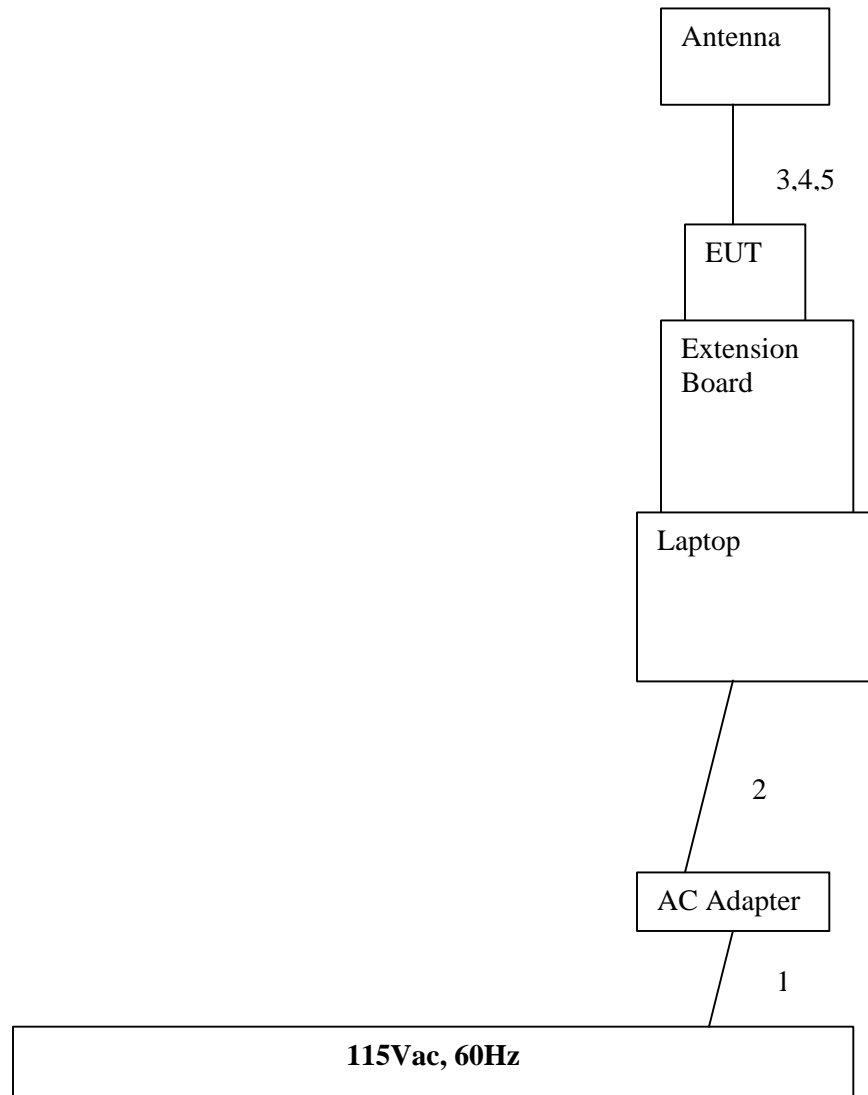 Antenna
3,4,5
EUT
Extension
Board
Laptop
2
AC Adapter
1
115Vac, 60Hz